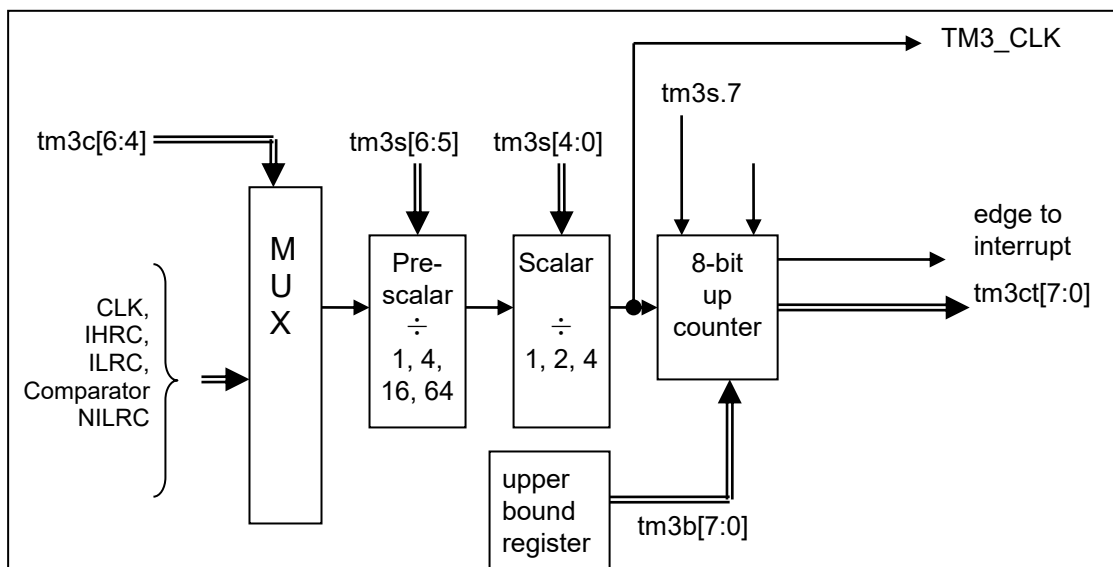 TM3_CLK
tm3s.7
tm3c[6:4]
tm3s[6:5]
tm3s[4:0]
M
U
X
Pre-
scalar
÷
1, 4,
16, 64
Scalar
÷
1, 2, 4
8-bit
up
counter
edge to
interrupt
tm3ct[7:0]
CLK,
IHRC,
ILRC,
Comparator
NILRC
upper
bound
register
tm3b[7:0]